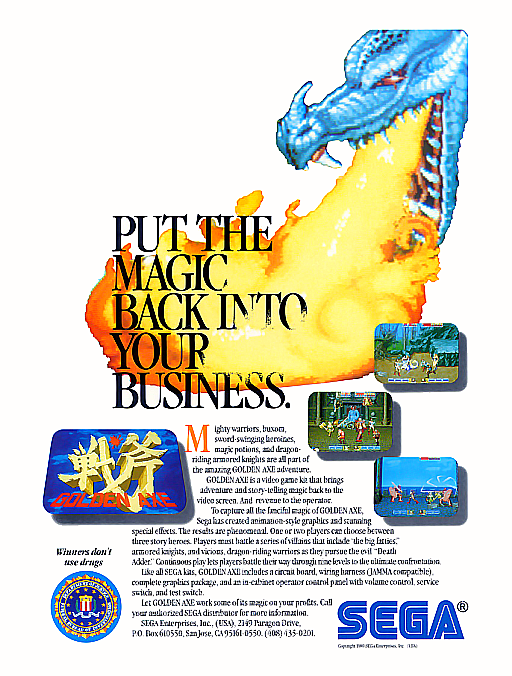 PUT THE
MAGIC
BACK INTO
YOUR
BUSINESS.
Mighty warriors, buxom,
sword-swinging heroines,
magic potions, and dragon-
riding armored knights are all part of
the amazing GOLDEN AXE adventure.
GOLDEN AXE is a video game kit that brings
adventure and story-telling magic back to the
video screen. And revenue to the operator.
To capture all the fanciful magic of GOLDEN AXE,
Sega has created animation-style graphics and stunning
special effects. The results are phenomenal. One or two players can choose between
three story heroes. Players must battle a series of villains that include "the big fatties,"
armored knights, and vicious, dragon-riding warriors as they pursue the evil "Death
Adder." Continuous play lets players battle their way through nine levels to the ultimate confrontation.
Like all SEGA kits, GOLDEN AXE includes a circuit board, wiring harness (JAMMA compatible),
complete graphics package, and an in-cabinet operator control panel with volume control, service
switch, and test switch.
Let GOLDEN AXE work some of its magic on your profits. Call
your authorized SEGA distributor for more information.
SEGA Enterprises, Inc., (USA), 2149 Paragon Drive,
P.O. Box 610550, San Jose, CA 95161-0550. (408) 435-0201.
戦斧
GOLDEN AXE
Winners don't
use drugs
SEGA®
Copyright 1989 SEGA Enterprises, Inc. (USA)